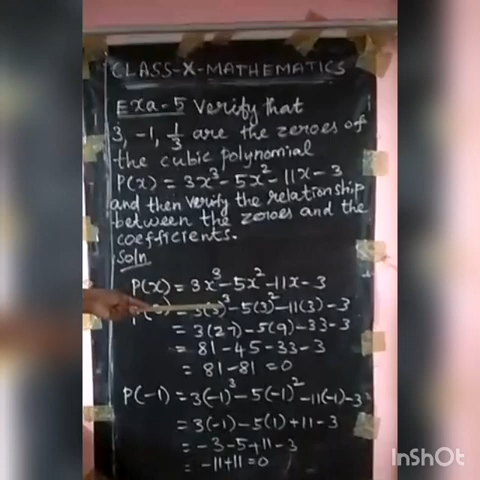 CLASS-X-MATHEMATICS
Exa-5 Verify that
3, -1, 1/3 are the zeroes of
the cubic polynomial
P(x) = 3x³-5x²-11x-3
and then verify the relationship
between the zeroes and the
coefficients.
Soln
P(x) = 3x³-5x²-11x-3
= 3(3)³-5(3)²-11(3)-3
= 3(27)-5(9)-33-3
= 81-45-33-3
= 81-81=0
P(-1) = 3(-1)³-5(-1)²-11(-1)-3
= 3(-1)-5(1)+11-3
= -3-5+11-3
= -11+11=0
InShOt